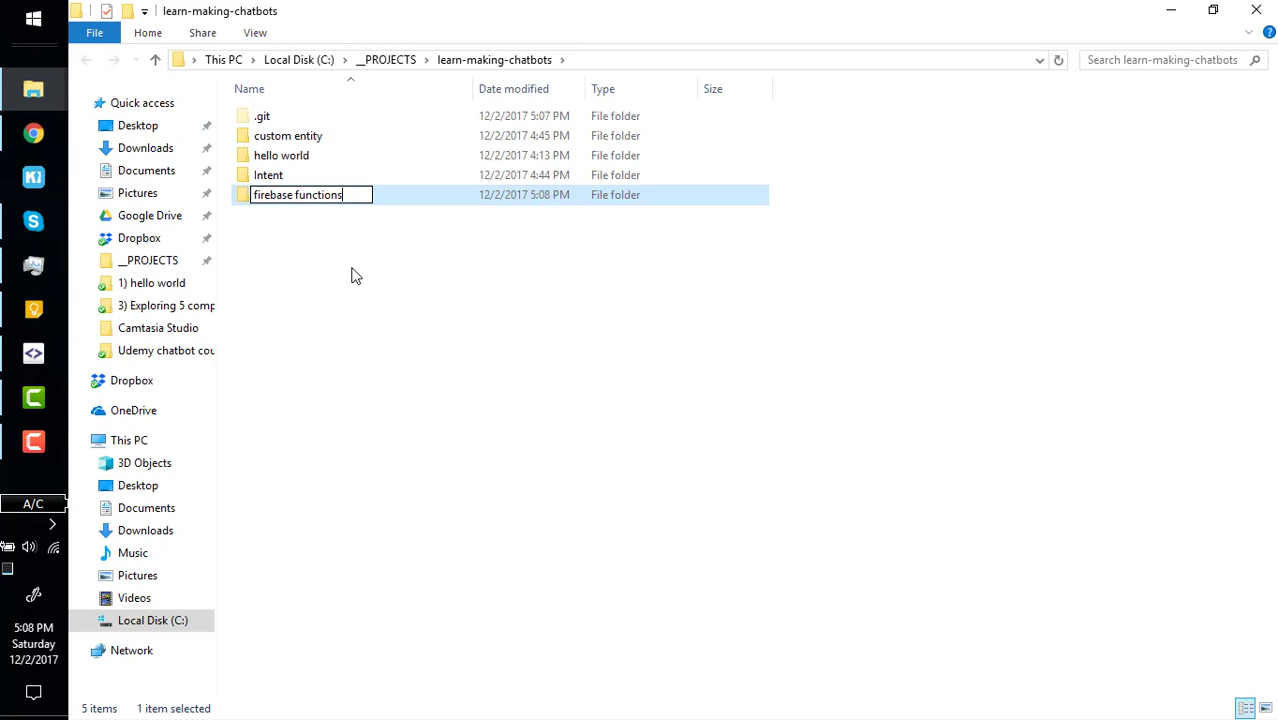 learn-making-chatbots
File Home Share View
This PC Local Disk (C:) __PROJECTS learn-making-chatbots
Search learn-making-chatbots
Name Date modified Type Size
.git 12/2/2017 5:07 PM File folder
custom entity 12/2/2017 4:45 PM File folder
hello world 12/2/2017 4:13 PM File folder
Intent 12/2/2017 4:44 PM File folder
firebase functions 12/2/2017 5:08 PM File folder
Quick access
Desktop
Downloads
Documents
Pictures
Google Drive
Dropbox
__PROJECTS
1) hello world
3) Exploring 5 comp
Camtasia Studio
Udemy chatbot cou
Dropbox
OneDrive
This PC
3D Objects
Desktop
Documents
Downloads
Music
Pictures
Videos
Local Disk (C:)
Network
5 items 1 item selected
A/C
5:08 PM
Saturday
12/2/2017